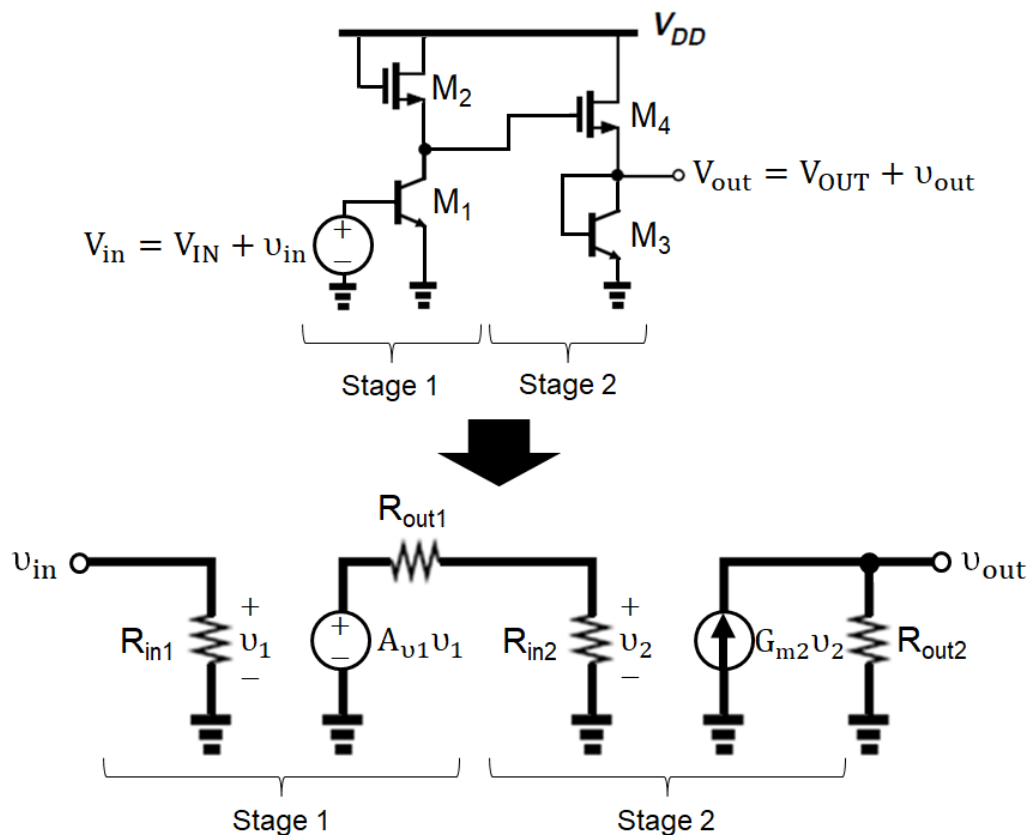 V_DD
M₂
M₄
V_out = V_OUT + υ_out
M₁
M₃
V_in = V_IN + υ_in
+
−
Stage 1
Stage 2
R_out1
υ_in
υ_out
R_in1
+
υ₁
−
+
−
A_υ1υ₁
R_in2
+
υ₂
−
G_m2υ₂
R_out2
Stage 1
Stage 2